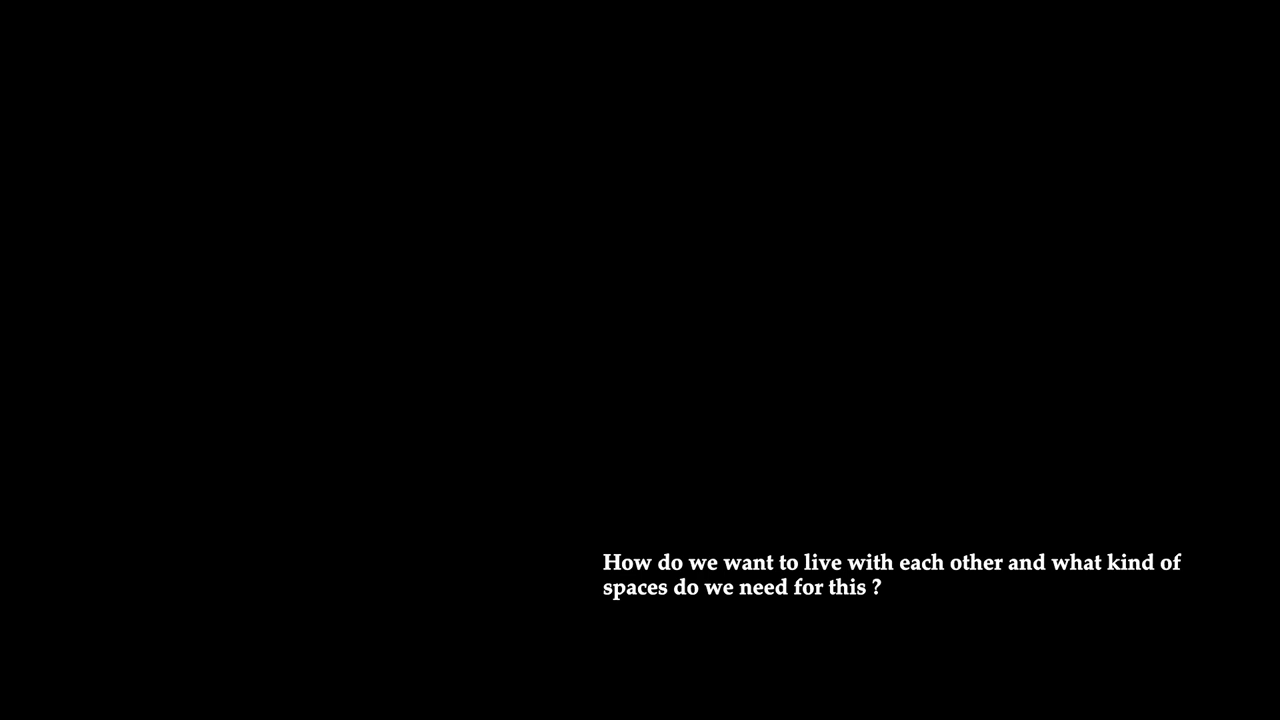 How do we want to live with each other and what kind of
spaces do we need for this ?